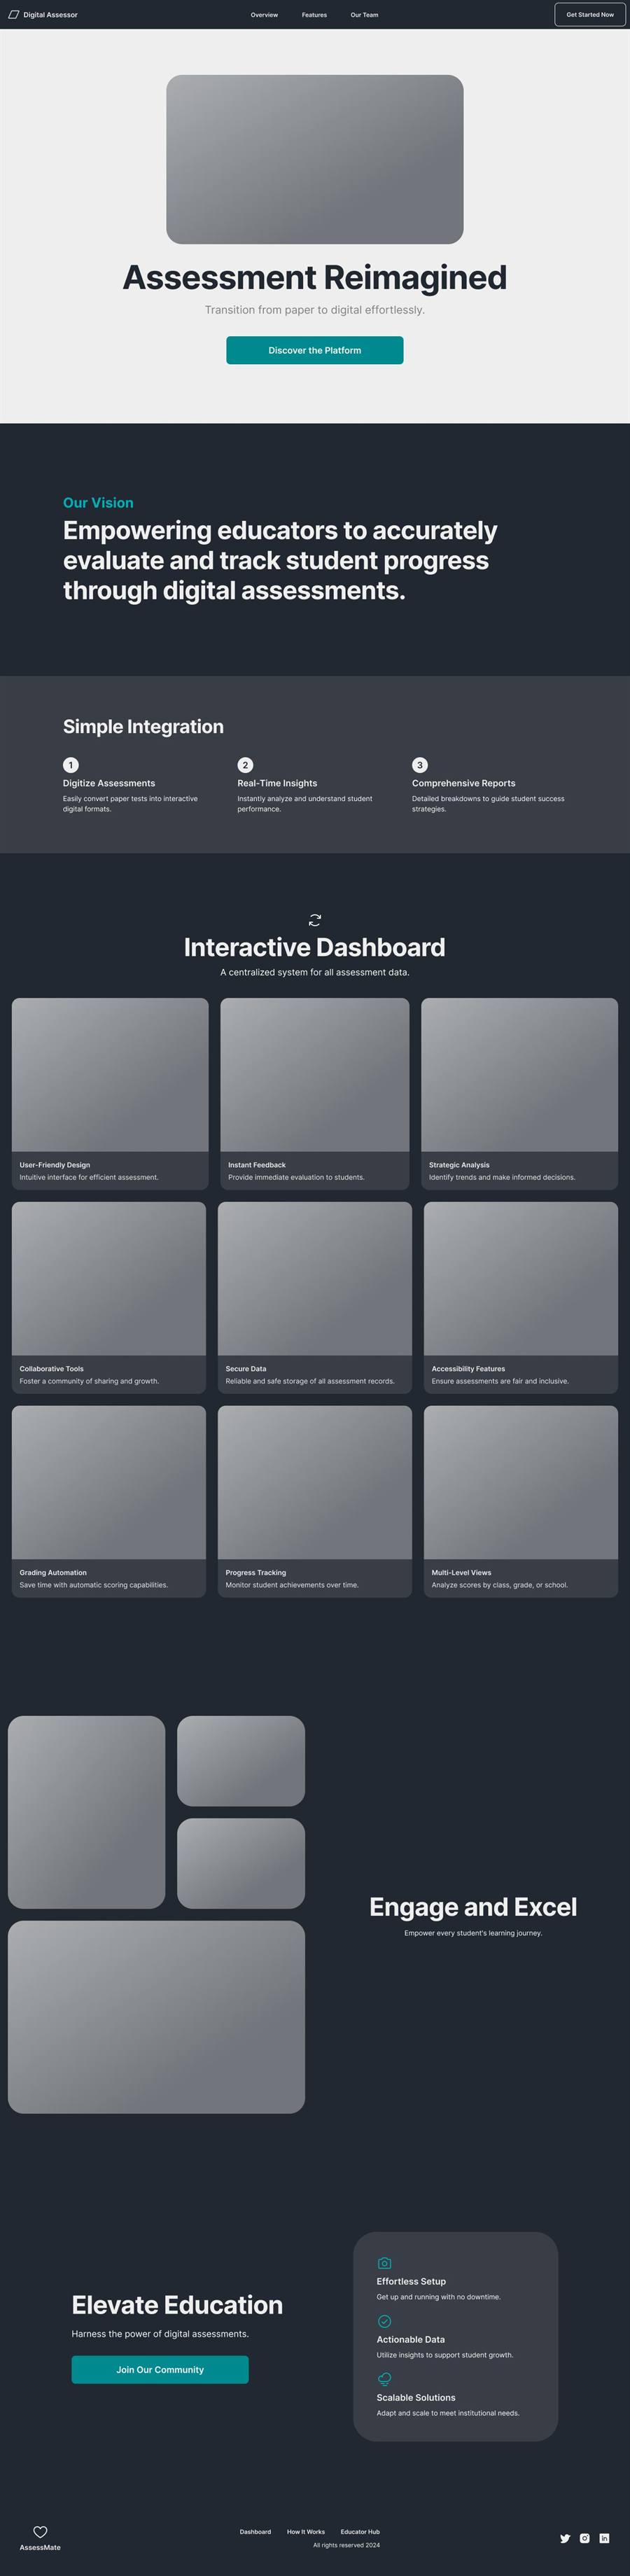 Digital Assessor
Overview
Features
Our Team
Get Started Now
Assessment Reimagined
Transition from paper to digital effortlessly.
Discover the Platform
Our Vision
Empowering educators to accurately
evaluate and track student progress
through digital assessments.
Simple Integration
1
Digitize Assessments
Easily convert paper tests into interactive
digital formats.
2
Real-Time Insights
Instantly analyze and understand student
performance.
3
Comprehensive Reports
Detailed breakdowns to guide student success
strategies.
Interactive Dashboard
A centralized system for all assessment data.
User-Friendly Design
Intuitive interface for efficient assessment.
Instant Feedback
Provide immediate evaluation to students.
Strategic Analysis
Identify trends and make informed decisions.
Collaborative Tools
Foster a community of sharing and growth.
Secure Data
Reliable and safe storage of all assessment records.
Accessibility Features
Ensure assessments are fair and inclusive.
Grading Automation
Save time with automatic scoring capabilities.
Progress Tracking
Monitor student achievements over time.
Multi-Level Views
Analyze scores by class, grade, or school.
Engage and Excel
Empower every student's learning journey.
Elevate Education
Harness the power of digital assessments.
Join Our Community
Effortless Setup
Get up and running with no downtime.
Actionable Data
Utilize insights to support student growth.
Scalable Solutions
Adapt and scale to meet institutional needs.
AssessMate
Dashboard
How It Works
Educator Hub
All rights reserved 2024